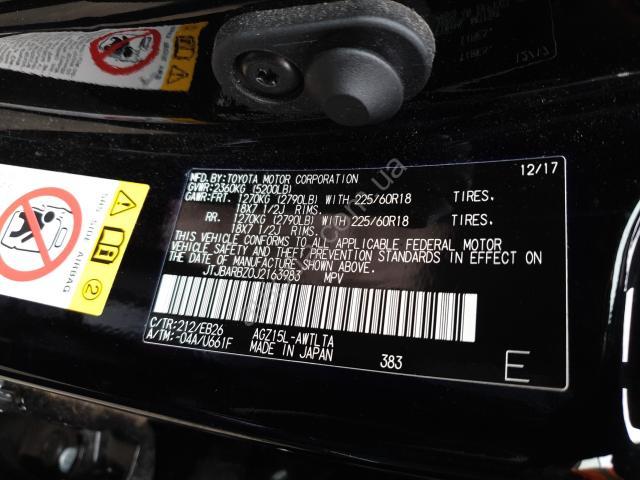 12/17
MFD.BY:TOYOTA MOTOR CORPORATION 12/17
GVWR:2360KG (5200LB)
GAWR:FRT. 1270KG (2790LB) WITH 225/60R18 TIRES.
18X7 1/2J RIMS.
RR. 1270KG (2790LB) WITH 225/60R18 TIRES.
18X7 1/2J RIMS.
THIS VEHICLE CONFORMS TO ALL APPLICABLE FEDERAL MOTOR
VEHICLE SAFETY AND THEFT PREVENTION STANDARDS IN EFFECT ON
THE DATE OF MANUFACTURE SHOWN ABOVE.
JTJBARBZ0J2163983 MPV
C/TR:212/EB26 AGZ15L-AWTLTA
A/TM:-04A/U661F MADE IN JAPAN 383 E
SRS SIDE AIRBAG
2